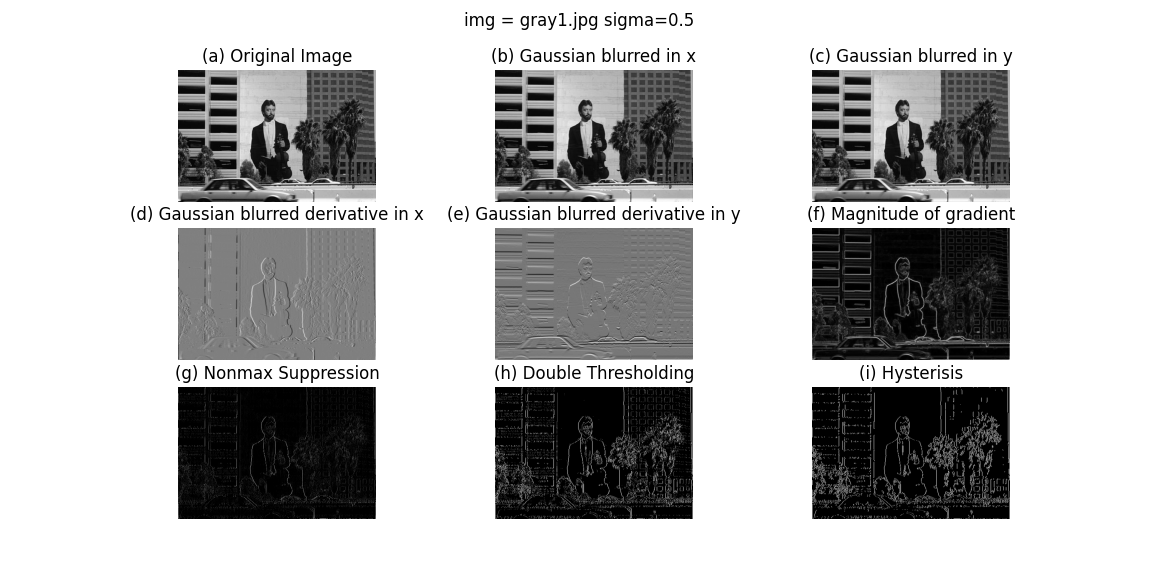 img = gray1.jpg sigma=0.5
(a) Original Image
(b) Gaussian blurred in x
(c) Gaussian blurred in y
(d) Gaussian blurred derivative in x
(e) Gaussian blurred derivative in y
(f) Magnitude of gradient
(g) Nonmax Suppression
(h) Double Thresholding
(i) Hysterisis